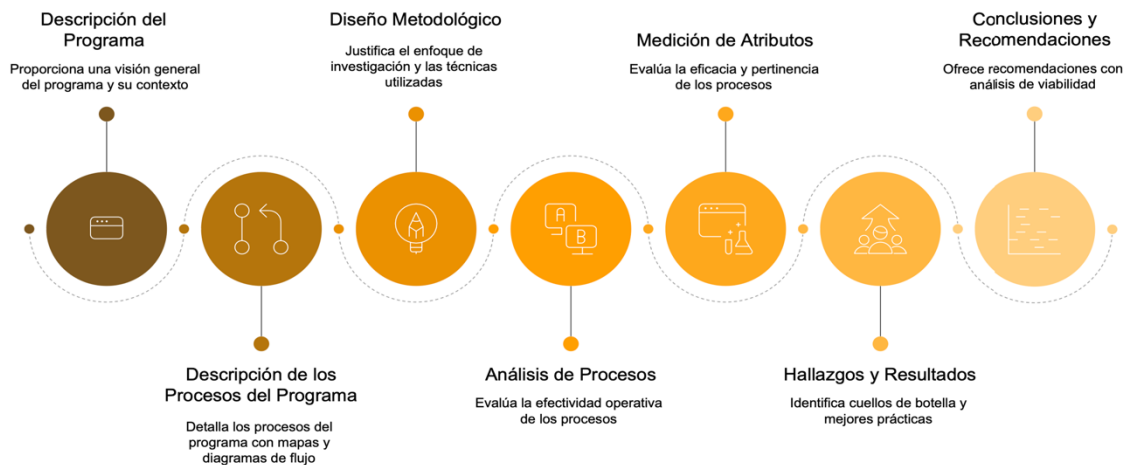 Descripción del
Programa
Proporciona una visión general
del programa y su contexto
Descripción de los
Procesos del Programa
Detalla los procesos del
programa con mapas y
diagramas de flujo
Diseño Metodológico
Justifica el enfoque de
investigación y las técnicas
utilizadas
A
B
Análisis de Procesos
Evalúa la efectividad operativa
de los procesos
Medición de Atributos
Evalúa la eficacia y pertinencia
de los procesos
Hallazgos y Resultados
Identifica cuellos de botella y
mejores prácticas
Conclusiones y
Recomendaciones
Ofrece recomendaciones con
análisis de viabilidad